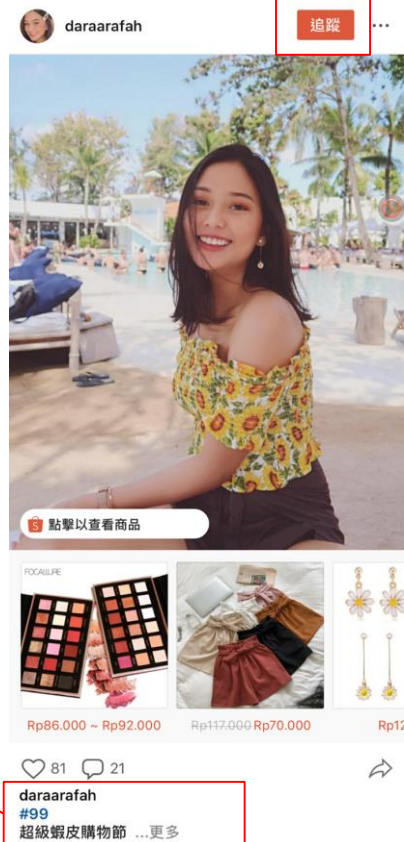 daraarafah
追蹤
點擊以查看商品
FOCALLURE
Rp86.000 ~ Rp92.000
Rp117.000 Rp70.000
Rp12
81
21
daraarafah
#99
超級蝦皮購物節 ...更多